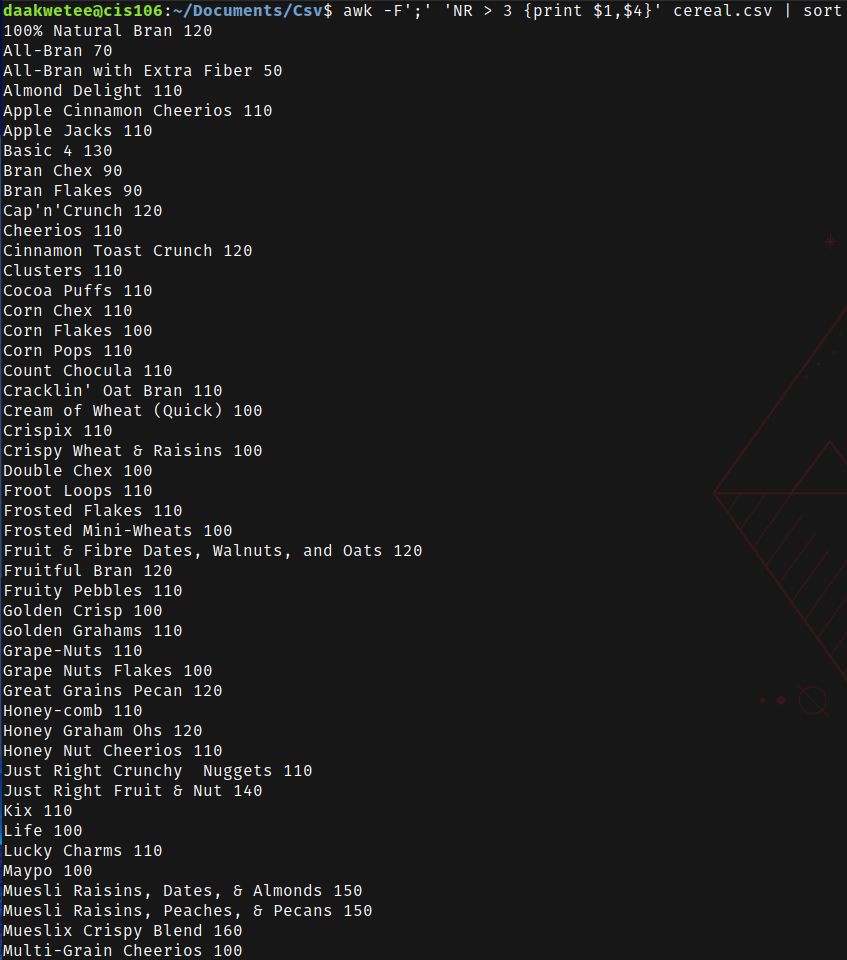 daakwetee@cis106:~/Documents/Csv$ awk -F';' 'NR > 3 {print $1,$4}' cereal.csv | sort
100% Natural Bran 120
All-Bran 70
All-Bran with Extra Fiber 50
Almond Delight 110
Apple Cinnamon Cheerios 110
Apple Jacks 110
Basic 4 130
Bran Chex 90
Bran Flakes 90
Cap'n'Crunch 120
Cheerios 110
Cinnamon Toast Crunch 120
Clusters 110
Cocoa Puffs 110
Corn Chex 110
Corn Flakes 100
Corn Pops 110
Count Chocula 110
Cracklin' Oat Bran 110
Cream of Wheat (Quick) 100
Crispix 110
Crispy Wheat & Raisins 100
Double Chex 100
Froot Loops 110
Frosted Flakes 110
Frosted Mini-Wheats 100
Fruit & Fibre Dates, Walnuts, and Oats 120
Fruitful Bran 120
Fruity Pebbles 110
Golden Crisp 100
Golden Grahams 110
Grape-Nuts 110
Grape Nuts Flakes 100
Great Grains Pecan 120
Honey-comb 110
Honey Graham Ohs 120
Honey Nut Cheerios 110
Just Right Crunchy  Nuggets 110
Just Right Fruit & Nut 140
Kix 110
Life 100
Lucky Charms 110
Maypo 100
Muesli Raisins, Dates, & Almonds 150
Muesli Raisins, Peaches, & Pecans 150
Mueslix Crispy Blend 160
Multi-Grain Cheerios 100